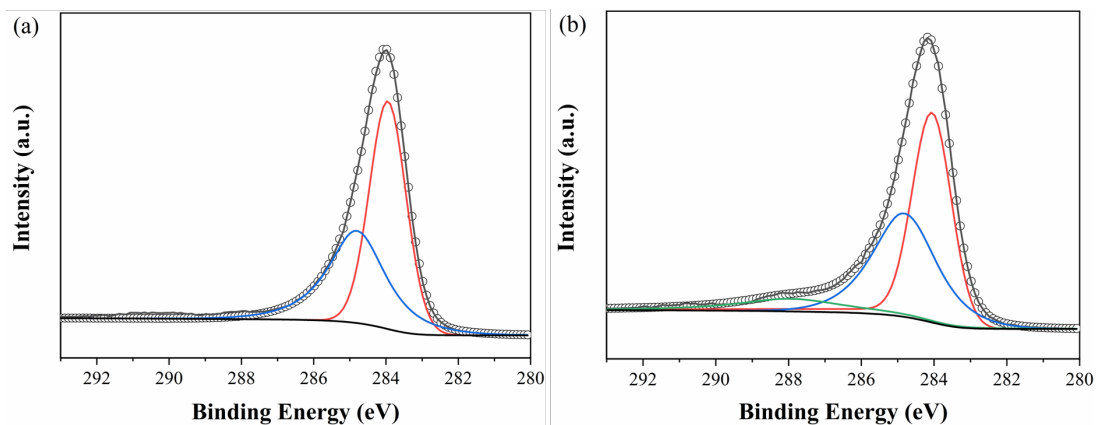 (a)
Intensity (a.u.)
292 290 288 286 284 282 280
Binding Energy (eV)
(b)
Intensity (a.u.)
292 290 288 286 284 282 280
Binding Energy (eV)